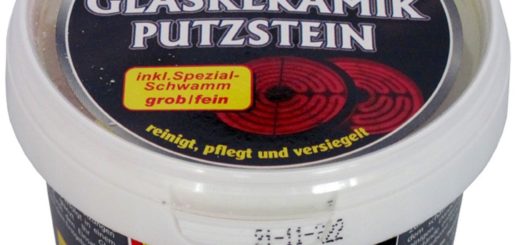 GLASKERAMIK
PUTZSTEIN
inkl.Spezial-
Schwamm
grob/fein
reinigt, pflegt und versiegelt